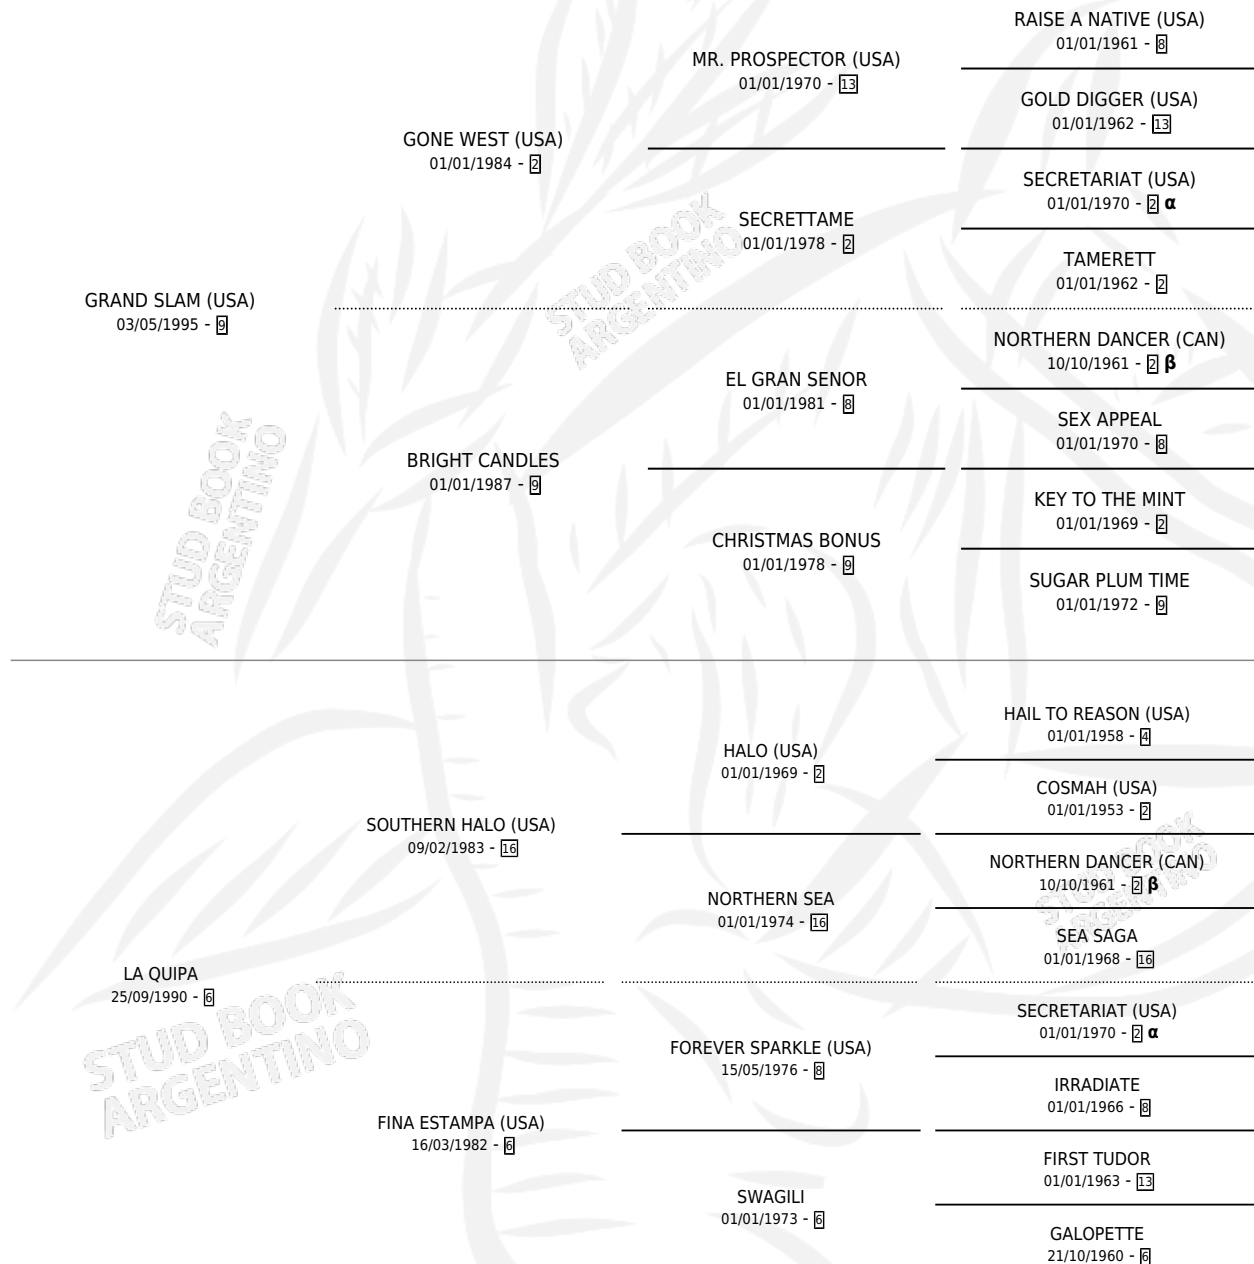 RAISE A NATIVE (USA)
01/01/1961 - 8
MR. PROSPECTOR (USA)
01/01/1970 - 13
GOLD DIGGER (USA)
01/01/1962 - 13
GONE WEST (USA)
01/01/1984 - 2
SECRETARIAT (USA)
01/01/1970 - 2 α
SECRETTAME
01/01/1978 - 2
TAMERETT
01/01/1962 - 2
GRAND SLAM (USA)
03/05/1995 - 9
NORTHERN DANCER (CAN)
10/10/1961 - 2 β
EL GRAN SENOR
01/01/1981 - 8
SEX APPEAL
01/01/1970 - 8
BRIGHT CANDLES
01/01/1987 - 9
KEY TO THE MINT
01/01/1969 - 2
CHRISTMAS BONUS
01/01/1978 - 9
SUGAR PLUM TIME
01/01/1972 - 9
HAIL TO REASON (USA)
01/01/1958 - 4
HALO (USA)
01/01/1969 - 2
COSMAH (USA)
01/01/1953 - 2
SOUTHERN HALO (USA)
09/02/1983 - 16
NORTHERN DANCER (CAN)
10/10/1961 - 2 β
NORTHERN SEA
01/01/1974 - 16
SEA SAGA
01/01/1968 - 16
LA QUIPA
25/09/1990 - 6
SECRETARIAT (USA)
01/01/1970 - 2 α
FOREVER SPARKLE (USA)
15/05/1976 - 8
IRRADIATE
01/01/1966 - 8
FINA ESTAMPA (USA)
16/03/1982 - 6
FIRST TUDOR
01/01/1963 - 13
SWAGILI
01/01/1973 - 6
GALOPETTE
21/10/1960 - 6
STUD BOOK
ARGENTINO
STUD BOOK
ARGENTINO
STUD BOOK
ARGENTINO
STUD BOOK
ARGENTINO